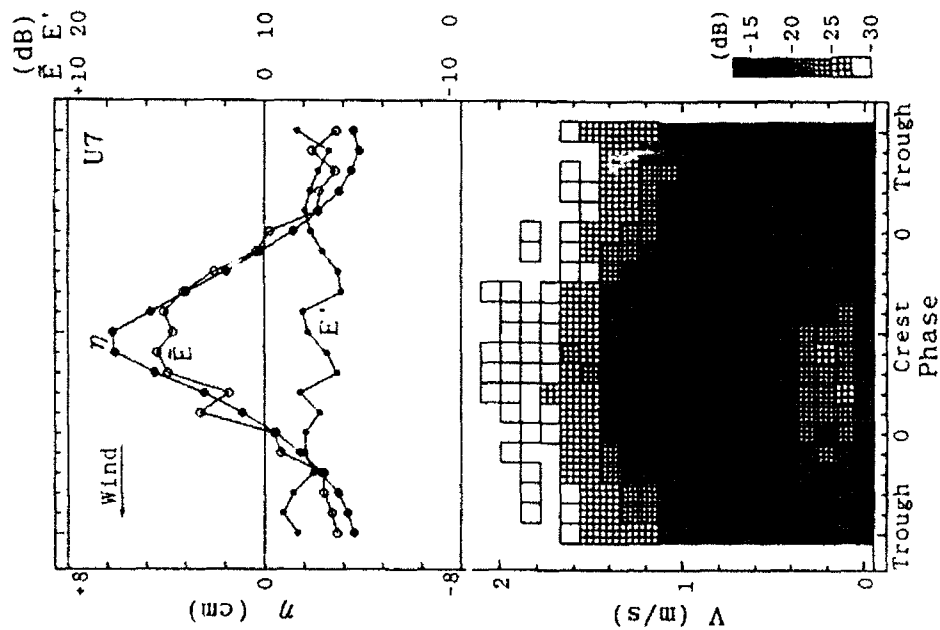 (dB)
Ē E'
+10 20
0 10
-10 0
U7
Wind
η
Ē
E'
+8
0
-8
η (cm)
(dB)
-15
-20
-25
-30
2
1
0
V (m/s)
Trough 0 Crest 0 Trough
Phase